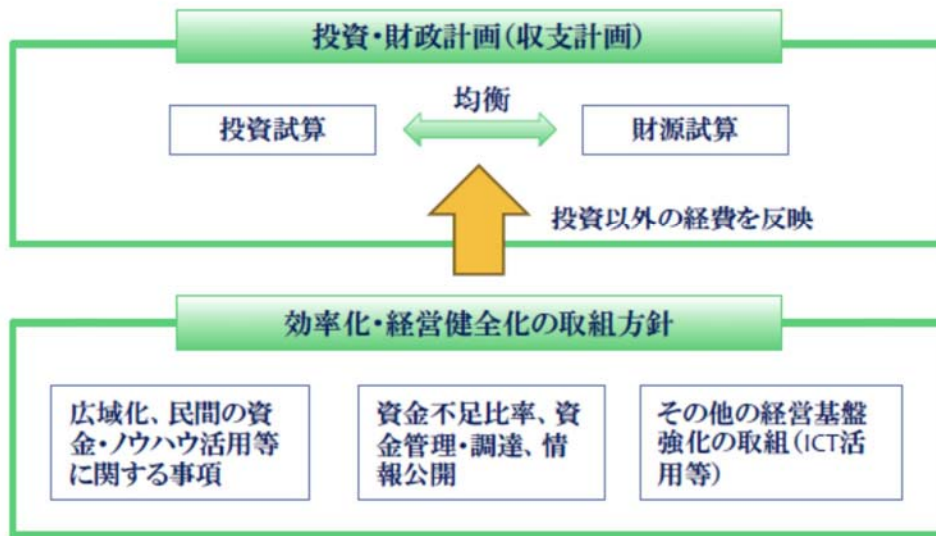 投資・財政計画(収支計画)
均衡
投資試算
財源試算
投資以外の経費を反映
効率化・経営健全化の取組方針
広域化、民間の資
金・ノウハウ活用等
に関する事項
資金不足比率、資
金管理・調達、情
報公開
その他の経営基盤
強化の取組(ICT活
用等)